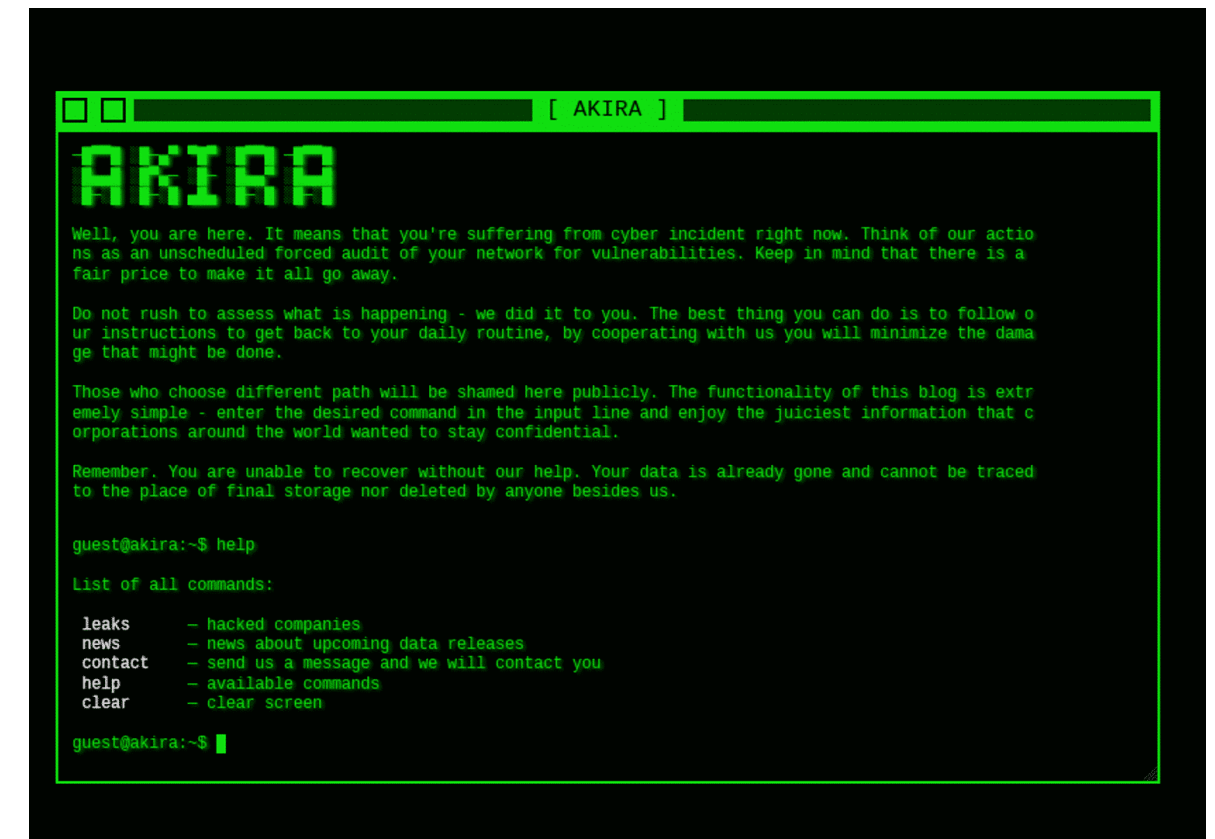 [ AKIRA ]
AKIRA
Well, you are here. It means that you're suffering from cyber incident right now. Think of our actio
ns as an unscheduled forced audit of your network for vulnerabilities. Keep in mind that there is a
fair price to make it all go away.
Do not rush to assess what is happening - we did it to you. The best thing you can do is to follow o
ur instructions to get back to your daily routine, by cooperating with us you will minimize the dama
ge that might be done.
Those who choose different path will be shamed here publicly. The functionality of this blog is extr
emely simple - enter the desired command in the input line and enjoy the juiciest information that c
orporations around the world wanted to stay confidential.
Remember. You are unable to recover without our help. Your data is already gone and cannot be traced
to the place of final storage nor deleted by anyone besides us.
guest@akira:~$ help
List of all commands:
leaks — hacked companies
news — news about upcoming data releases
contact — send us a message and we will contact you
help — available commands
clear — clear screen
guest@akira:~$